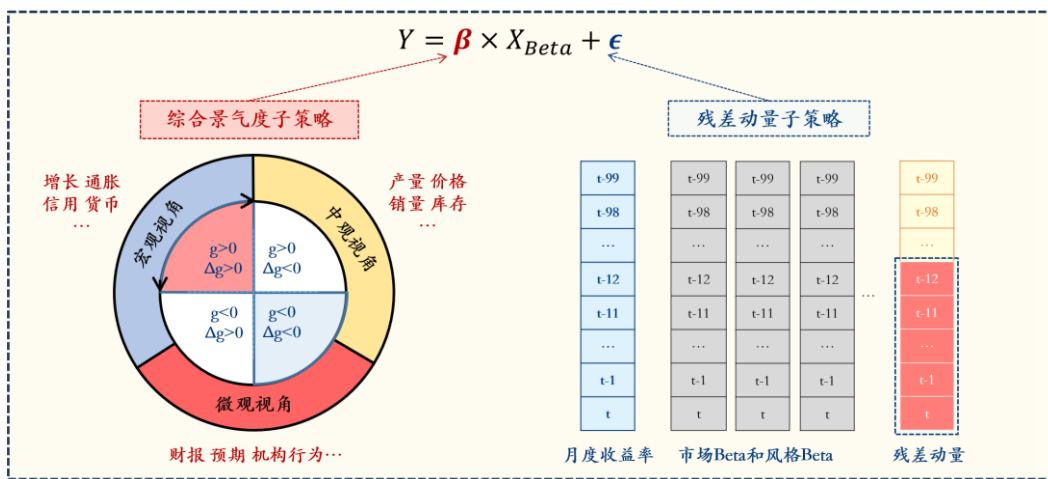 Y = β × X_Beta + ϵ
综合景气度子策略
残差动量子策略
增长 通胀
信用 货币
…
产量 价格
销量 库存
…
宏观视角
中观视角
微观视角
g>0
Δg>0
g>0
Δg<0
g<0
Δg>0
g<0
Δg<0
财报 预期 机构行为…
t-99
t-98
…
t-12
t-11
…
t-1
t
t-99
t-98
…
t-12
t-11
…
t-1
t
t-99
t-98
…
t-12
t-11
…
t-1
t
t-99
t-98
…
t-12
t-11
…
t-1
t
…
t-99
t-98
…
t-12
t-11
…
t-1
t
月度收益率
市场Beta和风格Beta
残差动量